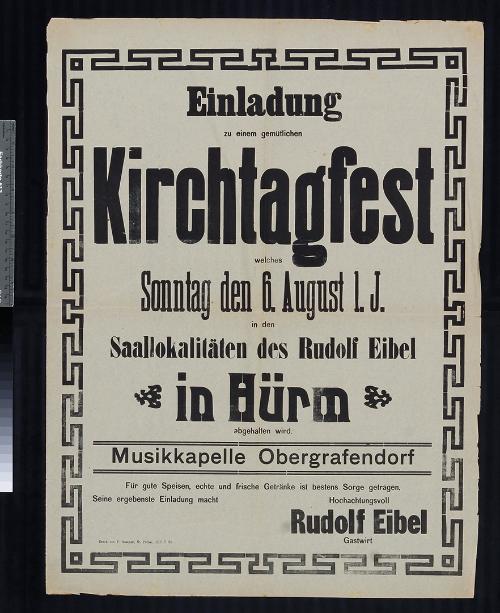 Einladung
zu einem gemütlichen
Kirchtagfest
welches
Sonntag den 6. August l. J.
in den
Saallokalitäten des Rudolf Eibel
in Hürm
abgehalten wird.
Musikkapelle Obergrafendorf
Für gute Speisen, echte und frische Getränke ist bestens Sorge getragen.
Seine ergebenste Einladung macht Hochachtungsvoll
Rudolf Eibel
Gastwirt